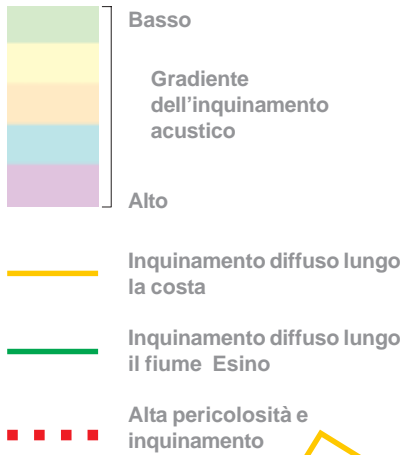 Basso
Gradiente
dell'inquinamento
acustico
Alto
Inquinamento diffuso lungo
la costa
Inquinamento diffuso lungo
il fiume Esino
Alta pericolosità e
inquinamento